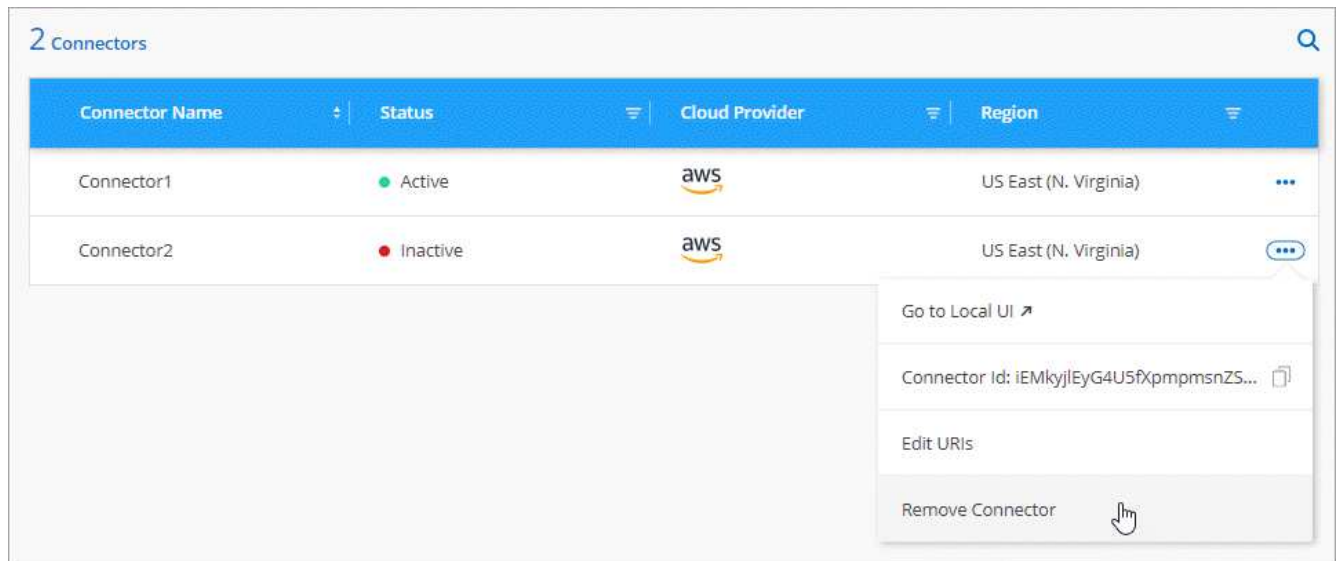 2 Connectors
Connector Name Status Cloud Provider Region
Connector1 Active aws US East (N. Virginia)
Connector2 Inactive aws US East (N. Virginia)
Go to Local UI
Connector Id: iEMkyjlEyG4U5fXpmpmsnZS...
Edit URIs
Remove Connector